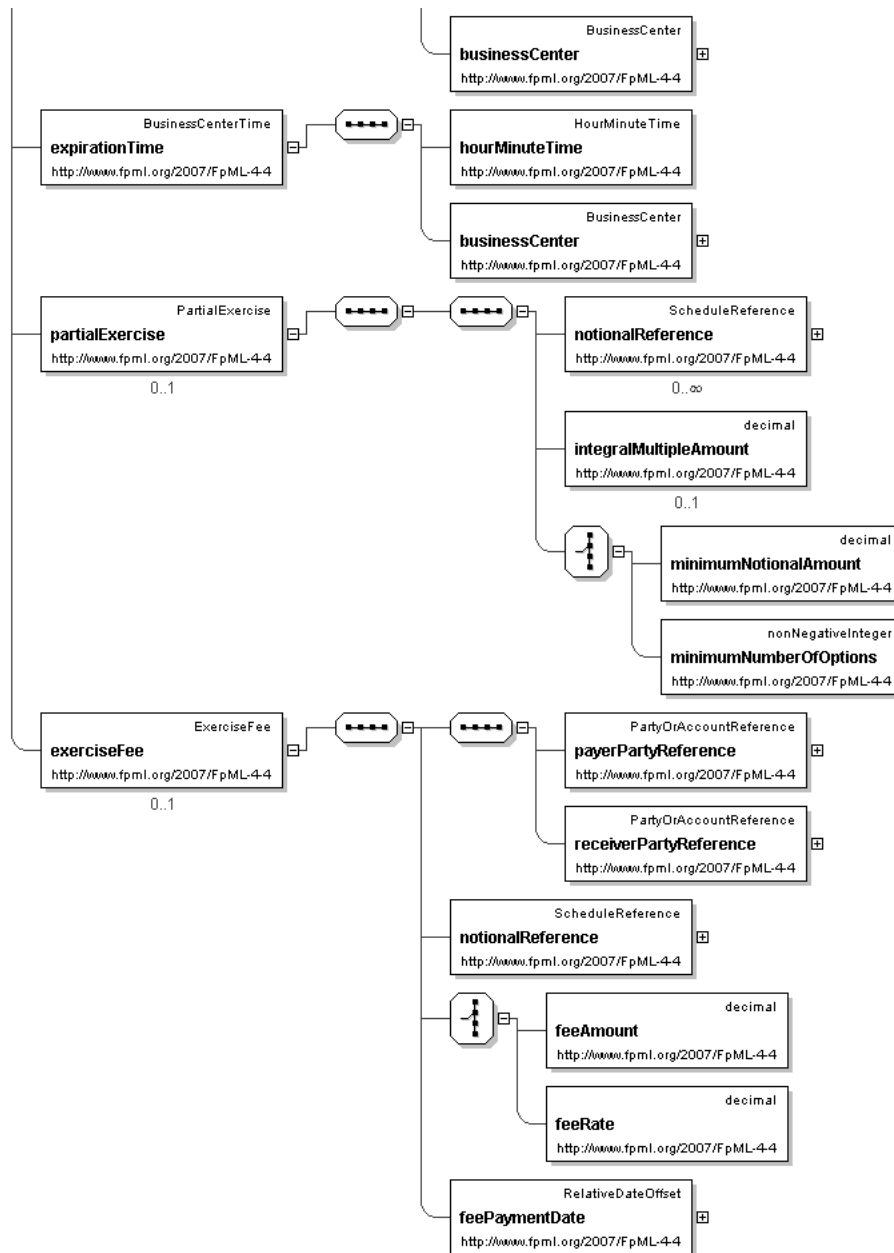 BusinessCenter
businessCenter
http://www.fpml.org/2007/FpML-4-4
BusinessCenterTime
expirationTime
http://www.fpml.org/2007/FpML-4-4
HourMinuteTime
hourMinuteTime
http://www.fpml.org/2007/FpML-4-4
BusinessCenter
businessCenter
http://www.fpml.org/2007/FpML-4-4
PartialExercise
partialExercise
http://www.fpml.org/2007/FpML-4-4
0..1
ScheduleReference
notionalReference
http://www.fpml.org/2007/FpML-4-4
0..∞
decimal
integralMultipleAmount
http://www.fpml.org/2007/FpML-4-4
0..1
decimal
minimumNotionalAmount
http://www.fpml.org/2007/FpML-4-4
nonNegativeInteger
minimumNumberOfOptions
http://www.fpml.org/2007/FpML-4-4
ExerciseFee
exerciseFee
http://www.fpml.org/2007/FpML-4-4
0..1
PartyOrAccountReference
payerPartyReference
http://www.fpml.org/2007/FpML-4-4
PartyOrAccountReference
receiverPartyReference
http://www.fpml.org/2007/FpML-4-4
ScheduleReference
notionalReference
http://www.fpml.org/2007/FpML-4-4
decimal
feeAmount
http://www.fpml.org/2007/FpML-4-4
decimal
feeRate
http://www.fpml.org/2007/FpML-4-4
RelativeDateOffset
feePaymentDate
http://www.fpml.org/2007/FpML-4-4